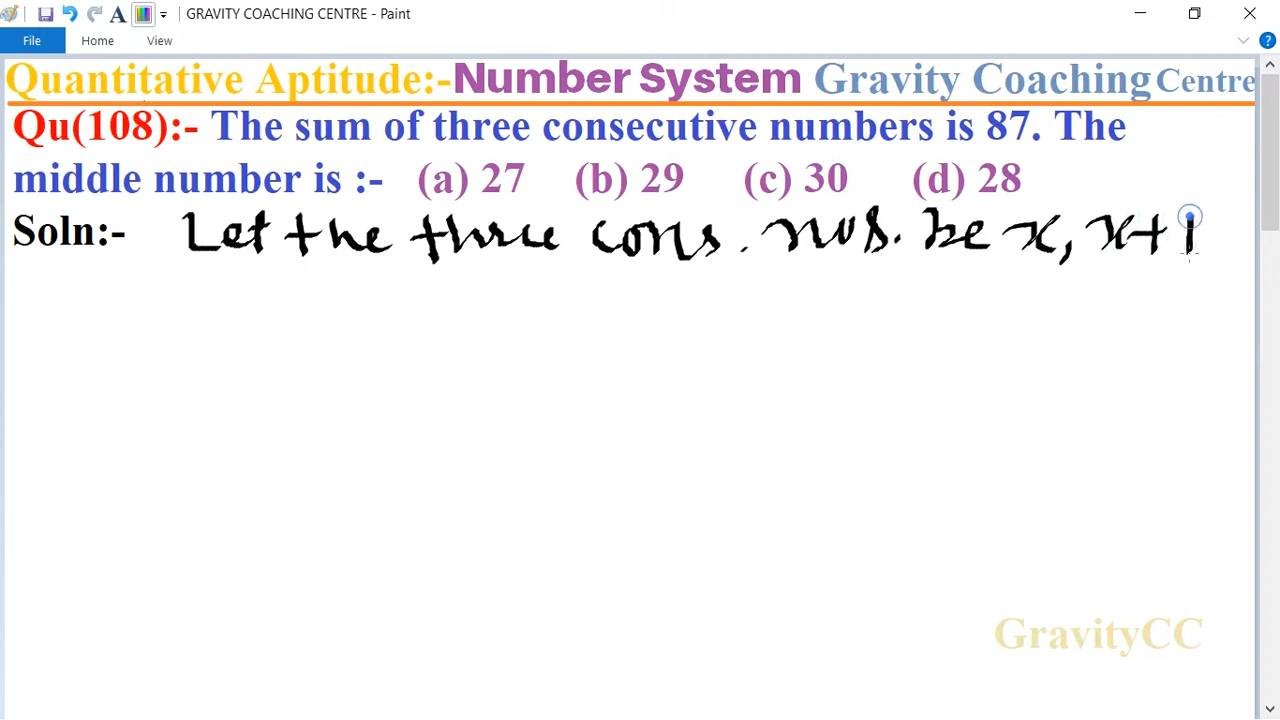 GRAVITY COACHING CENTRE - Paint
File Home View
Quantitative Aptitude:-Number System Gravity Coaching Centre
Qu(108):- The sum of three consecutive numbers is 87. The
middle number is :- (a) 27 (b) 29 (c) 30 (d) 28
Soln:- Let the three cons. nos. be x, x+1
GravityCC